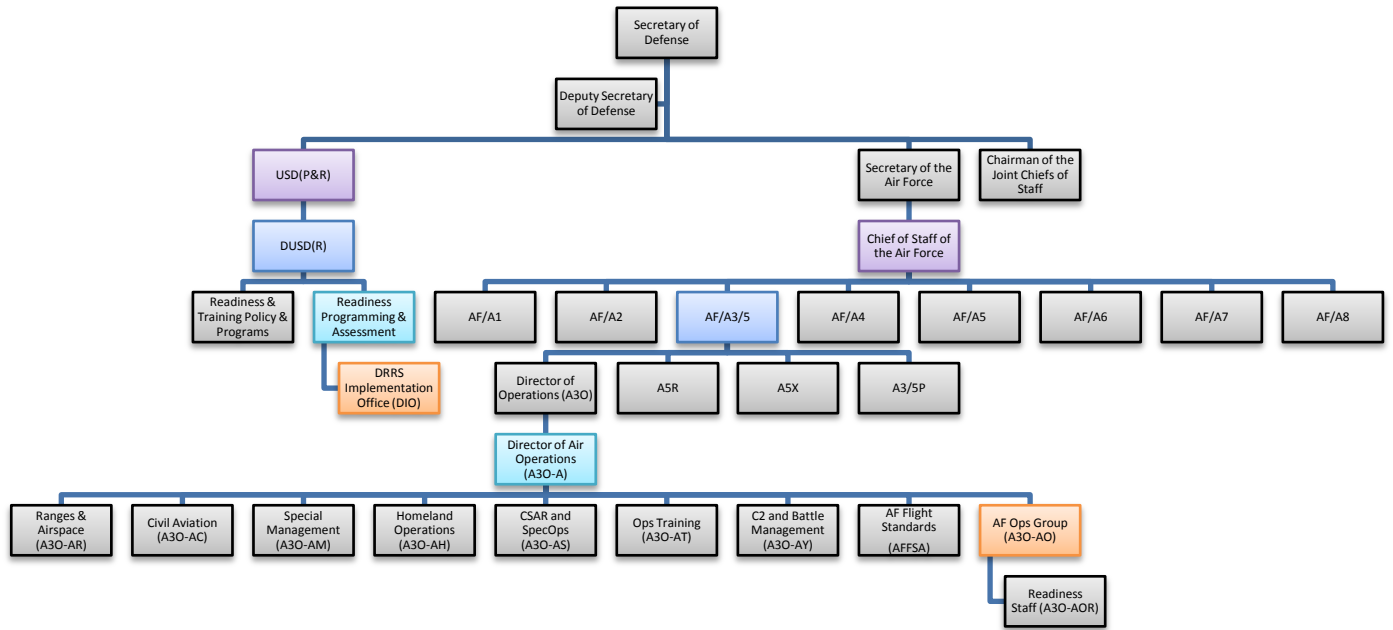 Secretary of
Defense
Deputy Secretary
of Defense
USD(P&R)
Secretary of the
Air Force
Chairman of the
Joint Chiefs of
Staff
DUSD(R)
Chief of Staff of
the Air Force
Readiness &
Training Policy &
Programs
Readiness
Programming &
Assessment
AF/A1
AF/A2
AF/A3/5
AF/A4
AF/A5
AF/A6
AF/A7
AF/A8
DRRS
Implementation
Office (DIO)
Director of
Operations (A3O)
A5R
A5X
A3/5P
Director of Air
Operations
(A3O-A)
Ranges &
Airspace
(A3O-AR)
Civil Aviation
(A3O-AC)
Special
Management
(A3O-AM)
Homeland
Operations
(A3O-AH)
CSAR and
SpecOps
(A3O-AS)
Ops Training
(A3O-AT)
C2 and Battle
Management
(A3O-AY)
AF Flight
Standards
(AFFSA)
AF Ops Group
(A3O-AO)
Readiness
Staff (A3O-AOR)